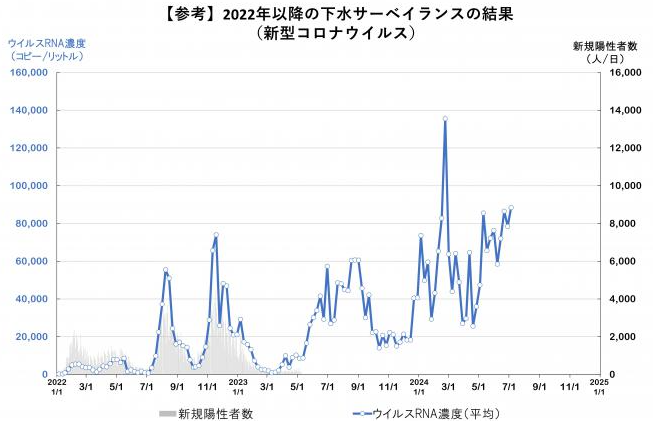 【参考】2022年以降の下水サーベイランスの結果
（新型コロナウイルス）
ウイルスRNA濃度
（コピー/リットル）
新規陽性者数
（人/日）
160,000
16,000
140,000
14,000
120,000
12,000
100,000
10,000
80,000
8,000
60,000
6,000
40,000
4,000
20,000
2,000
0
0
2022 3/1 5/1 7/1 9/1 11/1 2023 3/1 5/1 7/1 9/1 11/1 2024 3/1 5/1 7/1 9/1 11/1 2025
1/1 1/1 1/1 1/1
新規陽性者数 ウイルスRNA濃度（平均）